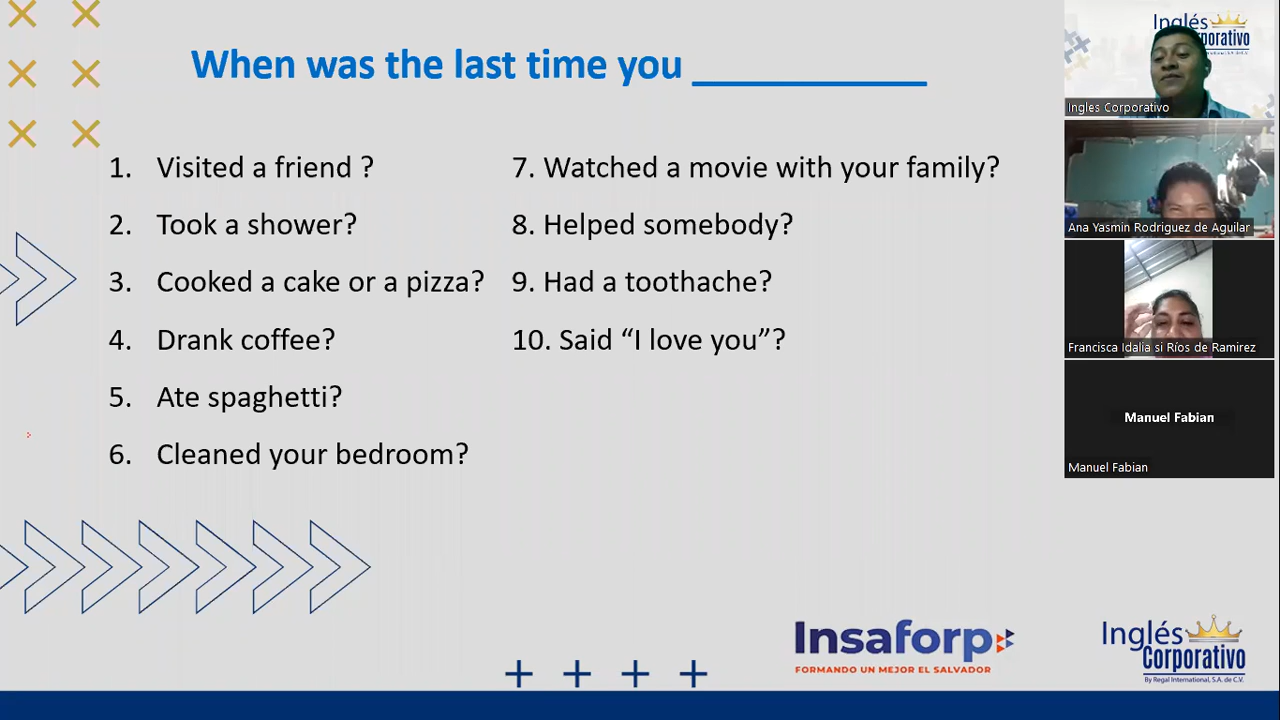 When was the last time you ___________
1. Visited a friend ?
2. Took a shower?
3. Cooked a cake or a pizza?
4. Drank coffee?
5. Ate spaghetti?
6. Cleaned your bedroom?
7. Watched a movie with your family?
8. Helped somebody?
9. Had a toothache?
10. Said “I love you”?
Inglés
Corporativo
Ingles Corporativo
Ana Yasmin Rodriguez de Aguilar
Francisca Idalia si Ríos de Ramirez
Manuel Fabian
Manuel Fabian
Insaforp
FORMANDO UN MEJOR EL SALVADOR
Inglés
Corporativo
By Regal International, S.A. de C.V.